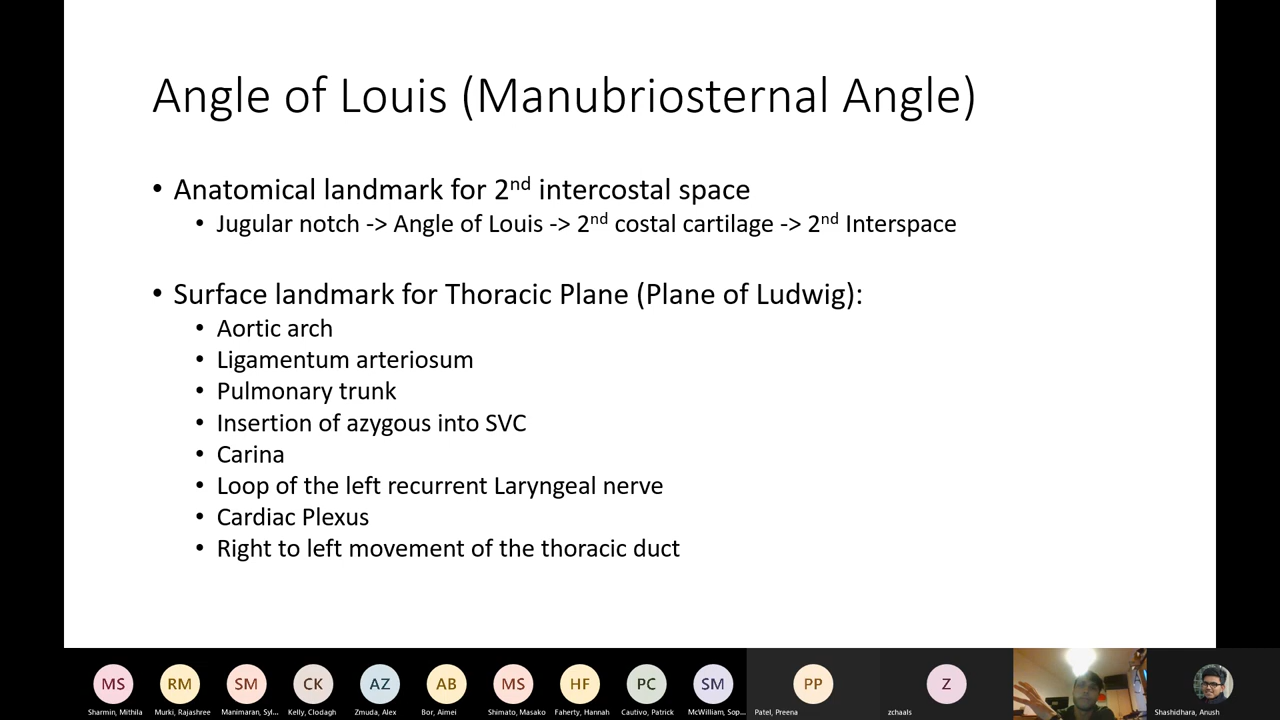 Angle of Louis (Manubriosternal Angle)
• Anatomical landmark for 2nd intercostal space
• Jugular notch -> Angle of Louis -> 2nd costal cartilage -> 2nd Interspace
• Surface landmark for Thoracic Plane (Plane of Ludwig):
• Aortic arch
• Ligamentum arteriosum
• Pulmonary trunk
• Insertion of azygous into SVC
• Carina
• Loop of the left recurrent Laryngeal nerve
• Cardiac Plexus
• Right to left movement of the thoracic duct
MS RM SM CK AZ AB MS HF PC SM PP Z
Sharmin, Mithila Murki, Rajashree Manimaran, Syl... Kelly, Clodagh Zmuda, Alex Bor, Aimei Shimato, Masako Faherty, Hannah Cautivo, Patrick McWilliam, Sop... Patel, Preena zchaals Shashidhara, Anush